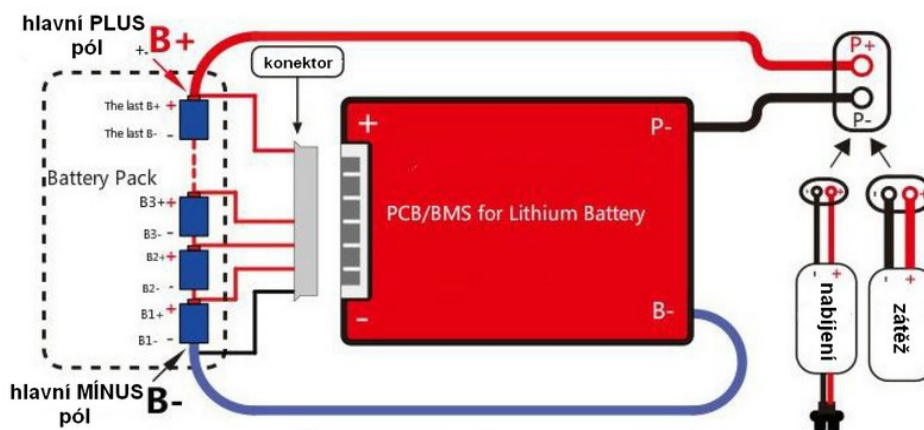 hlavní PLUS
pól
+- B+
konektor
The last B+ +
The last B- -
Battery Pack
B3+ +
B3- -
B2+ +
B2- -
B1+ +
B1- -
hlavní MÍNUS
pól
B-
+
P-
PCB/BMS for Lithium Battery
B-
-
P+
P-
- +
- +
nabíjení
- +
- +
zátěž